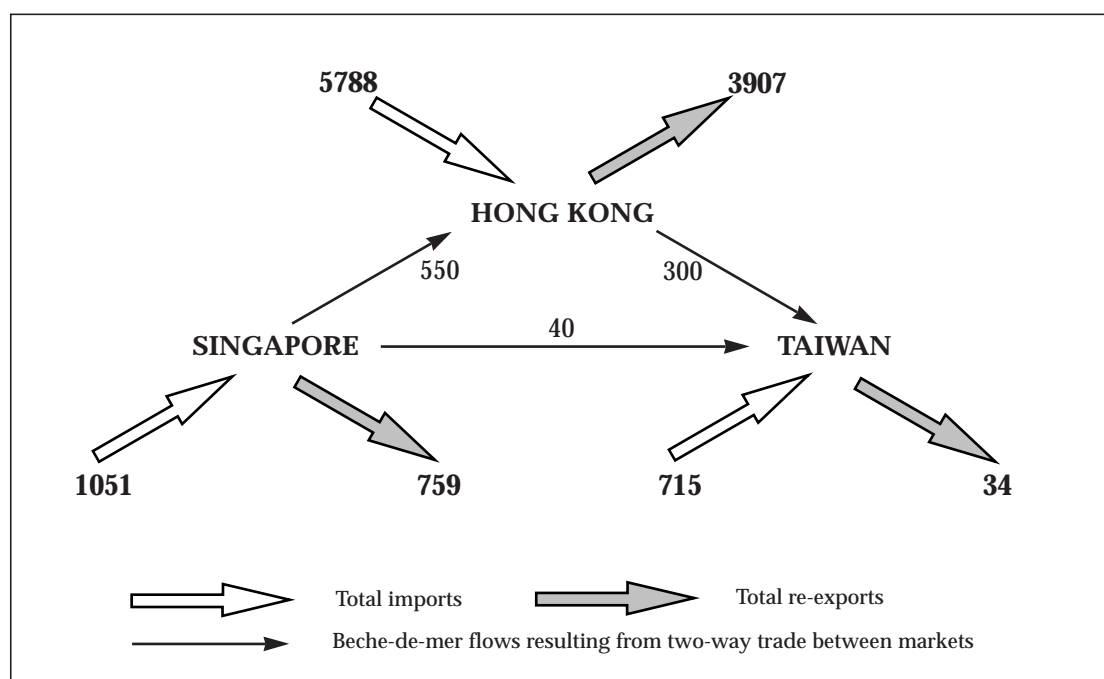 5788 3907
HONG KONG
550 300
40
SINGAPORE TAIWAN
1051 759 715 34
Total imports Total re-exports
Beche-de-mer flows resulting from two-way trade between markets